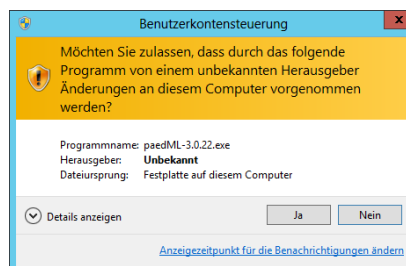 Benutzerkontensteuerung
x
Möchten Sie zulassen, dass durch das folgende
Programm von einem unbekannten Herausgeber
Änderungen an diesem Computer vorgenommen
werden?
Programmname: paedML-3.0.22.exe
Herausgeber: Unbekannt
Dateiursprung: Festplatte auf diesem Computer
Details anzeigen Ja Nein
Anzeigezeitpunkt für die Benachrichtigungen ändern